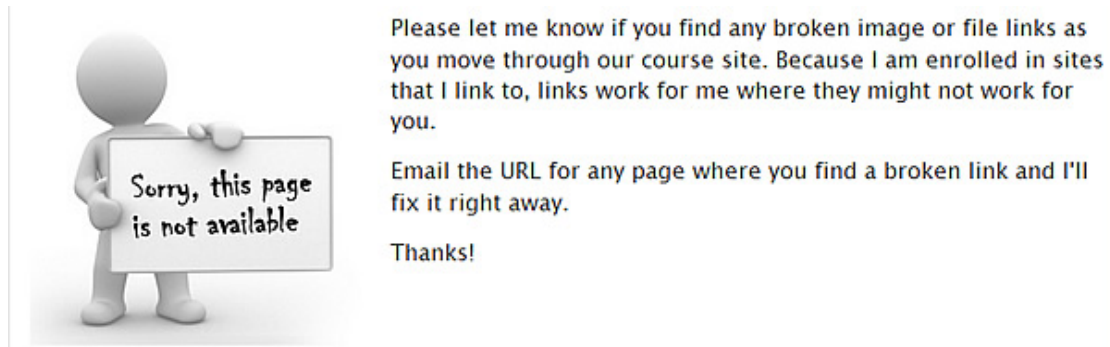 Sorry, this page
is not available
Please let me know if you find any broken image or file links as
you move through our course site. Because I am enrolled in sites
that I link to, links work for me where they might not work for
you.
Email the URL for any page where you find a broken link and I'll
fix it right away.
Thanks!